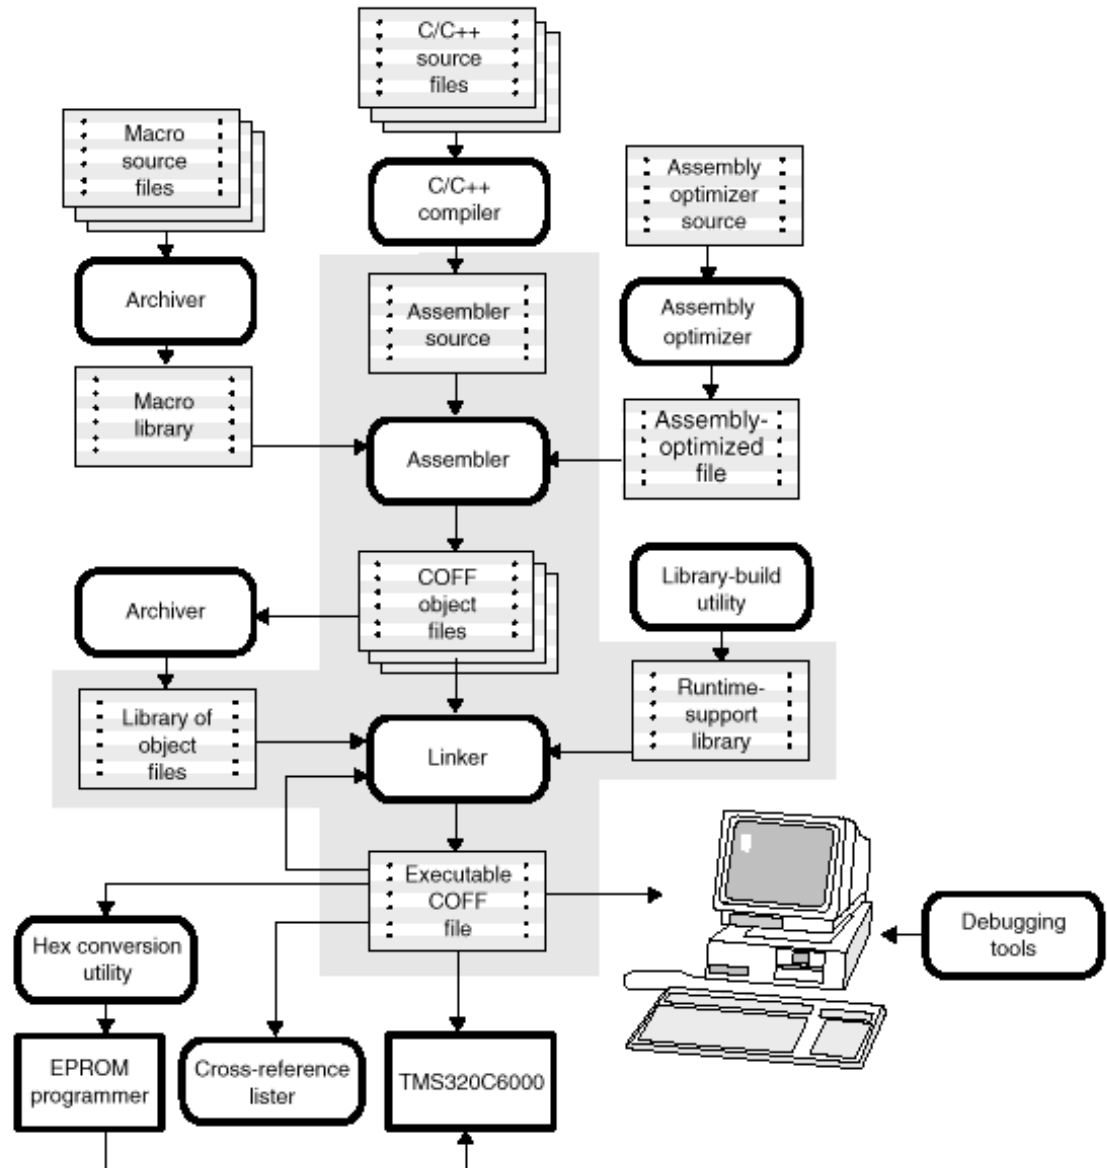 C/C++
source
files
Macro
source
files
C/C++
compiler
Assembly
optimizer
source
Archiver
Assembler
source
Assembly
optimizer
Macro
library
Assembler
Assembly-
optimized
file
Archiver
COFF
object
files
Library-build
utility
Library of
object
files
Linker
Runtime-
support
library
Executable
COFF
file
Debugging
tools
Hex conversion
utility
EPROM
programmer
Cross-reference
lister
TMS320C6000